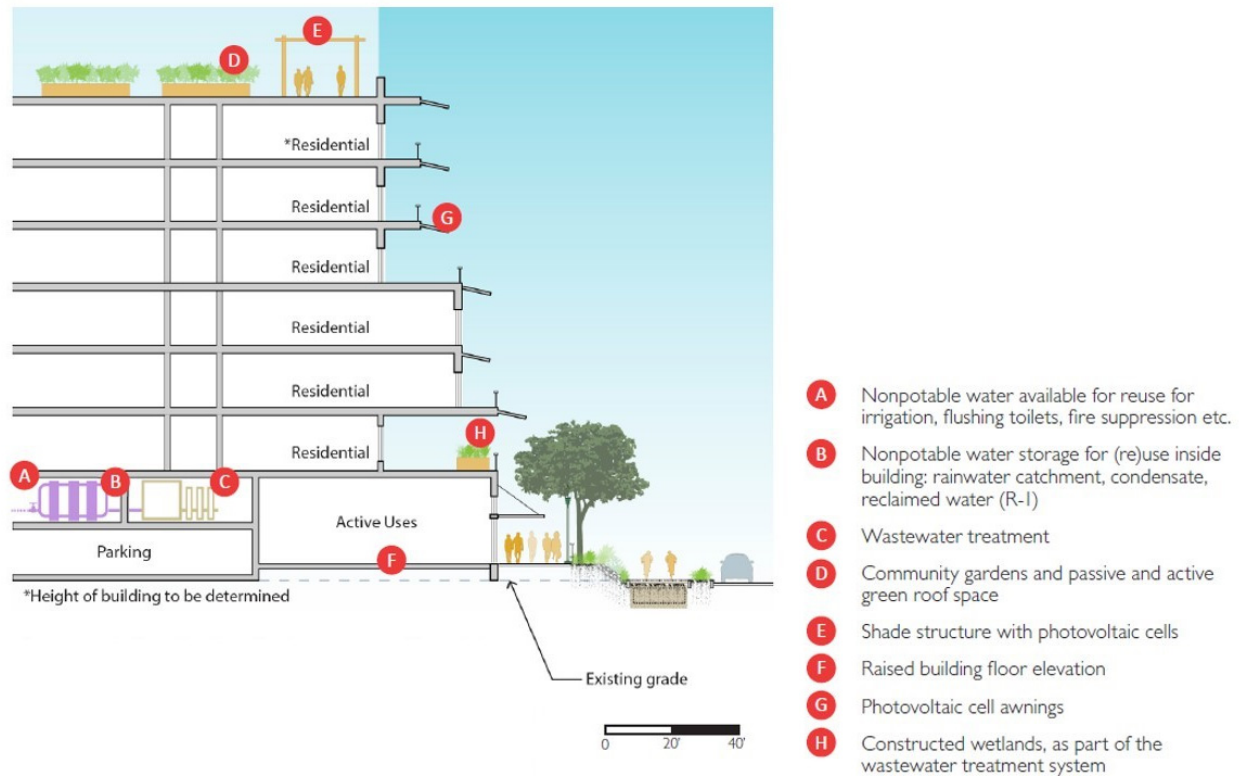 E
D
*Residential
Residential
G
Residential
Residential
Residential
H
Residential
A
B
C
Active Uses
Parking
F
*Height of building to be determined
Existing grade
0 20' 40'
A Nonpotable water available for reuse for
irrigation, flushing toilets, fire suppression etc.
B Nonpotable water storage for (re)use inside
building: rainwater catchment, condensate,
reclaimed water (R-1)
C Wastewater treatment
D Community gardens and passive and active
green roof space
E Shade structure with photovoltaic cells
F Raised building floor elevation
G Photovoltaic cell awnings
H Constructed wetlands, as part of the
wastewater treatment system